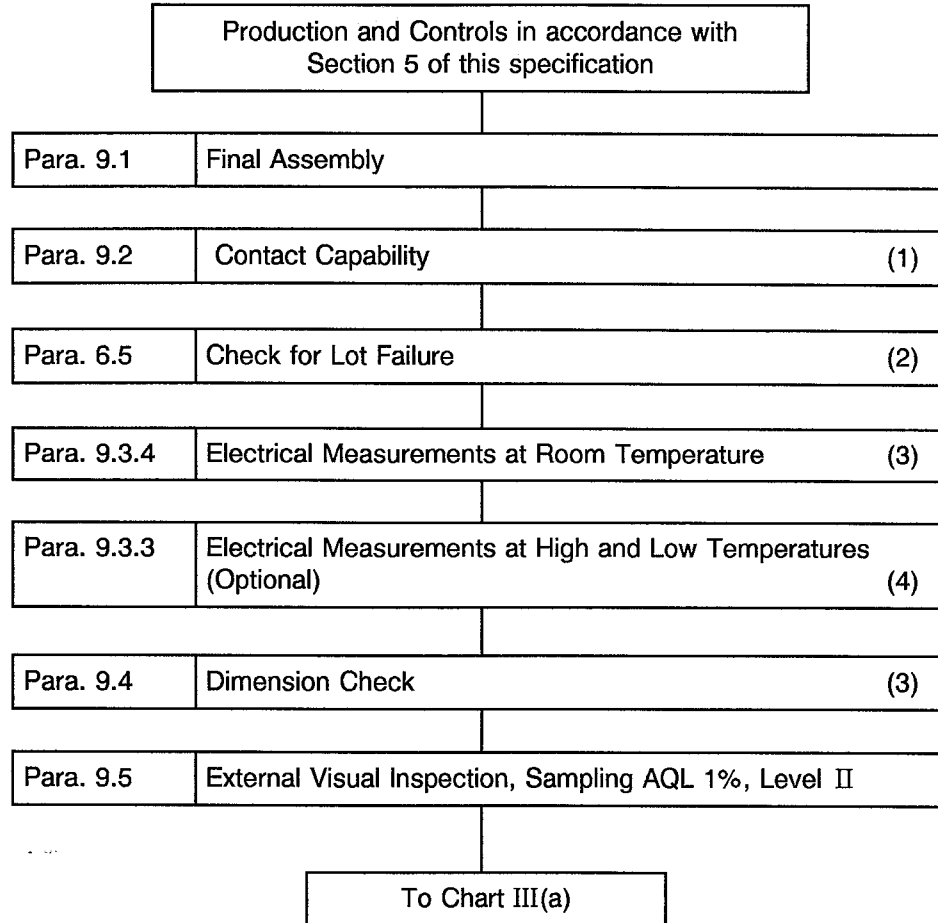 Production and Controls in accordance with
Section 5 of this specification
Para. 9.1 Final Assembly
Para. 9.2 Contact Capability (1)
Para. 6.5 Check for Lot Failure (2)
Para. 9.3.4 Electrical Measurements at Room Temperature (3)
Para. 9.3.3 Electrical Measurements at High and Low Temperatures
(Optional) (4)
Para. 9.4 Dimension Check (3)
Para. 9.5 External Visual Inspection, Sampling AQL 1%, Level II
To Chart III(a)